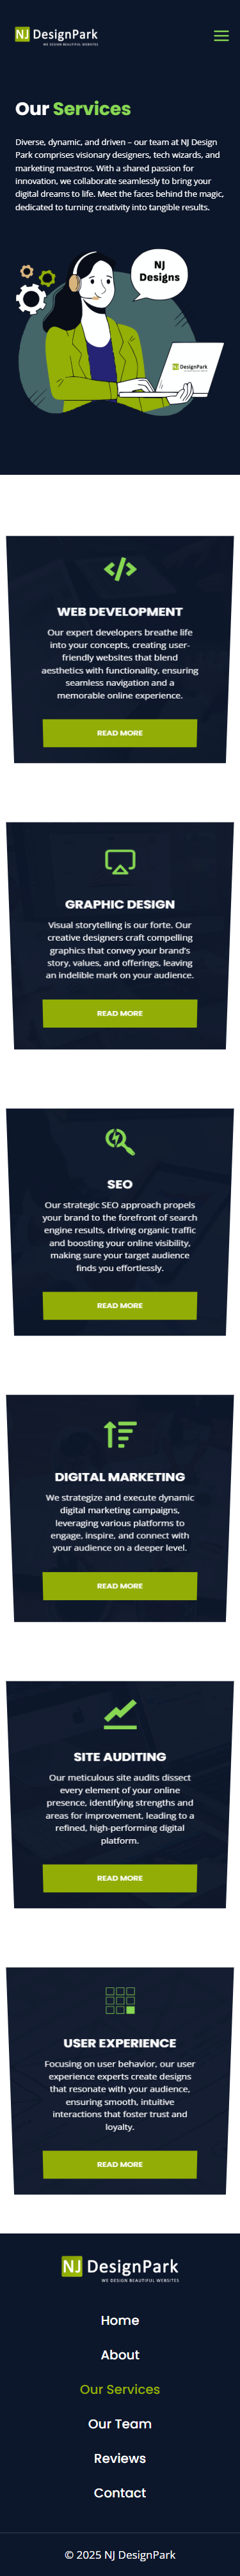 NJ DesignPark
WE DESIGN BEAUTIFUL WEBSITES
Our Services
Diverse, dynamic, and driven – our team at NJ Design
Park comprises visionary designers, tech wizards, and
marketing maestros. With a shared passion for
innovation, we collaborate seamlessly to bring your
digital dreams to life. Meet the faces behind the magic,
dedicated to turning creativity into tangible results.
NJ
Designs
NJ DesignPark
WEB DEVELOPMENT
Our expert developers breathe life
into your concepts, creating user-
friendly websites that blend
aesthetics with functionality, ensuring
seamless navigation and a
memorable online experience.
READ MORE
GRAPHIC DESIGN
Visual storytelling is our forte. Our
creative designers craft compelling
graphics that convey your brand's
story, values, and offerings, leaving
an indelible mark on your audience.
READ MORE
SEO
Our strategic SEO approach propels
your brand to the forefront of search
engine results, driving organic traffic
and boosting your online visibility,
making sure your target audience
finds you effortlessly.
READ MORE
DIGITAL MARKETING
We strategize and execute dynamic
digital marketing campaigns,
leveraging various platforms to
engage, inspire, and connect with
your audience on a deeper level.
READ MORE
SITE AUDITING
Our meticulous site audits dissect
every element of your online
presence, identifying strengths and
areas for improvement, leading to a
refined, high-performing digital
platform.
READ MORE
USER EXPERIENCE
Focusing on user behavior, our user
experience experts create designs
that resonate with your audience,
ensuring smooth, intuitive
interactions that foster trust and
loyalty.
READ MORE
NJ DesignPark
WE DESIGN BEAUTIFUL WEBSITES
Home
About
Our Services
Our Team
Reviews
Contact
© 2025 NJ DesignPark